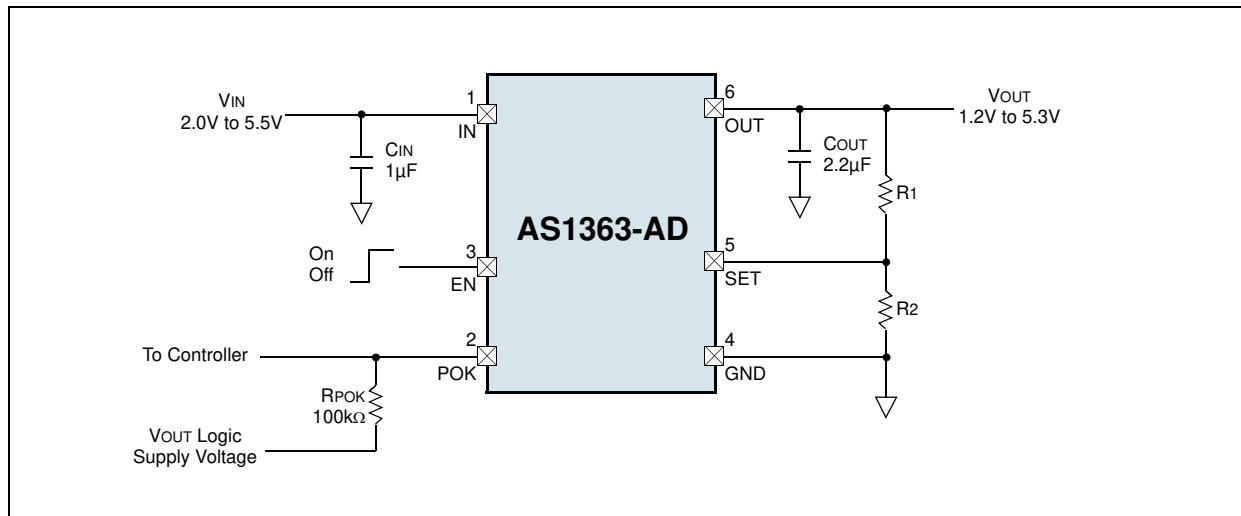 VIN
2.0V to 5.5V
1
IN
CIN
1µF
On
Off
3
EN
To Controller
2
POK
RPOK
100kΩ
VOUT Logic
Supply Voltage
AS1363-AD
6
OUT
VOUT
1.2V to 5.3V
COUT
2.2µF
R1
5
SET
R2
4
GND